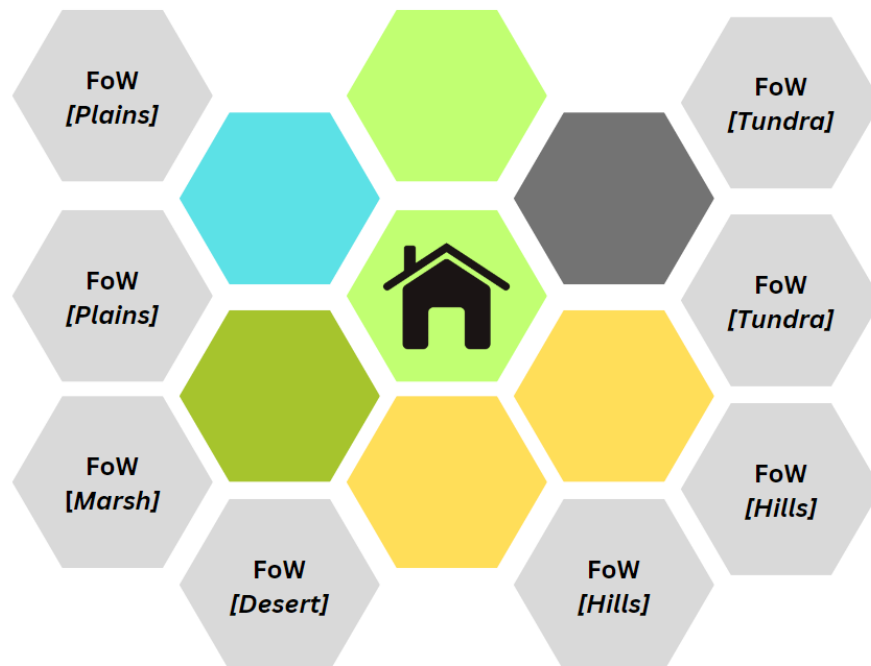 FoW
[Plains]
FoW
[Tundra]
FoW
[Plains]
FoW
[Tundra]
FoW
[Marsh]
FoW
[Hills]
FoW
[Desert]
FoW
[Hills]